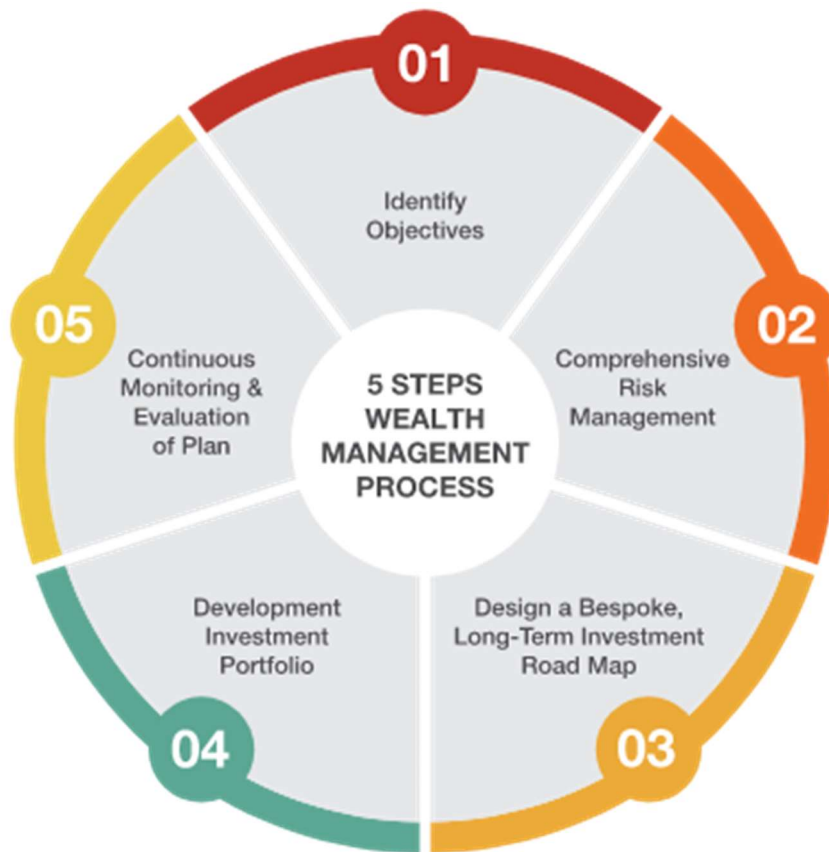 01
Identify
Objectives
02
Comprehensive
Risk
Management
03
Design a Bespoke,
Long-Term Investment
Road Map
04
Development
Investment
Portfolio
05
Continuous
Monitoring &
Evaluation
of Plan
5 STEPS
WEALTH
MANAGEMENT
PROCESS